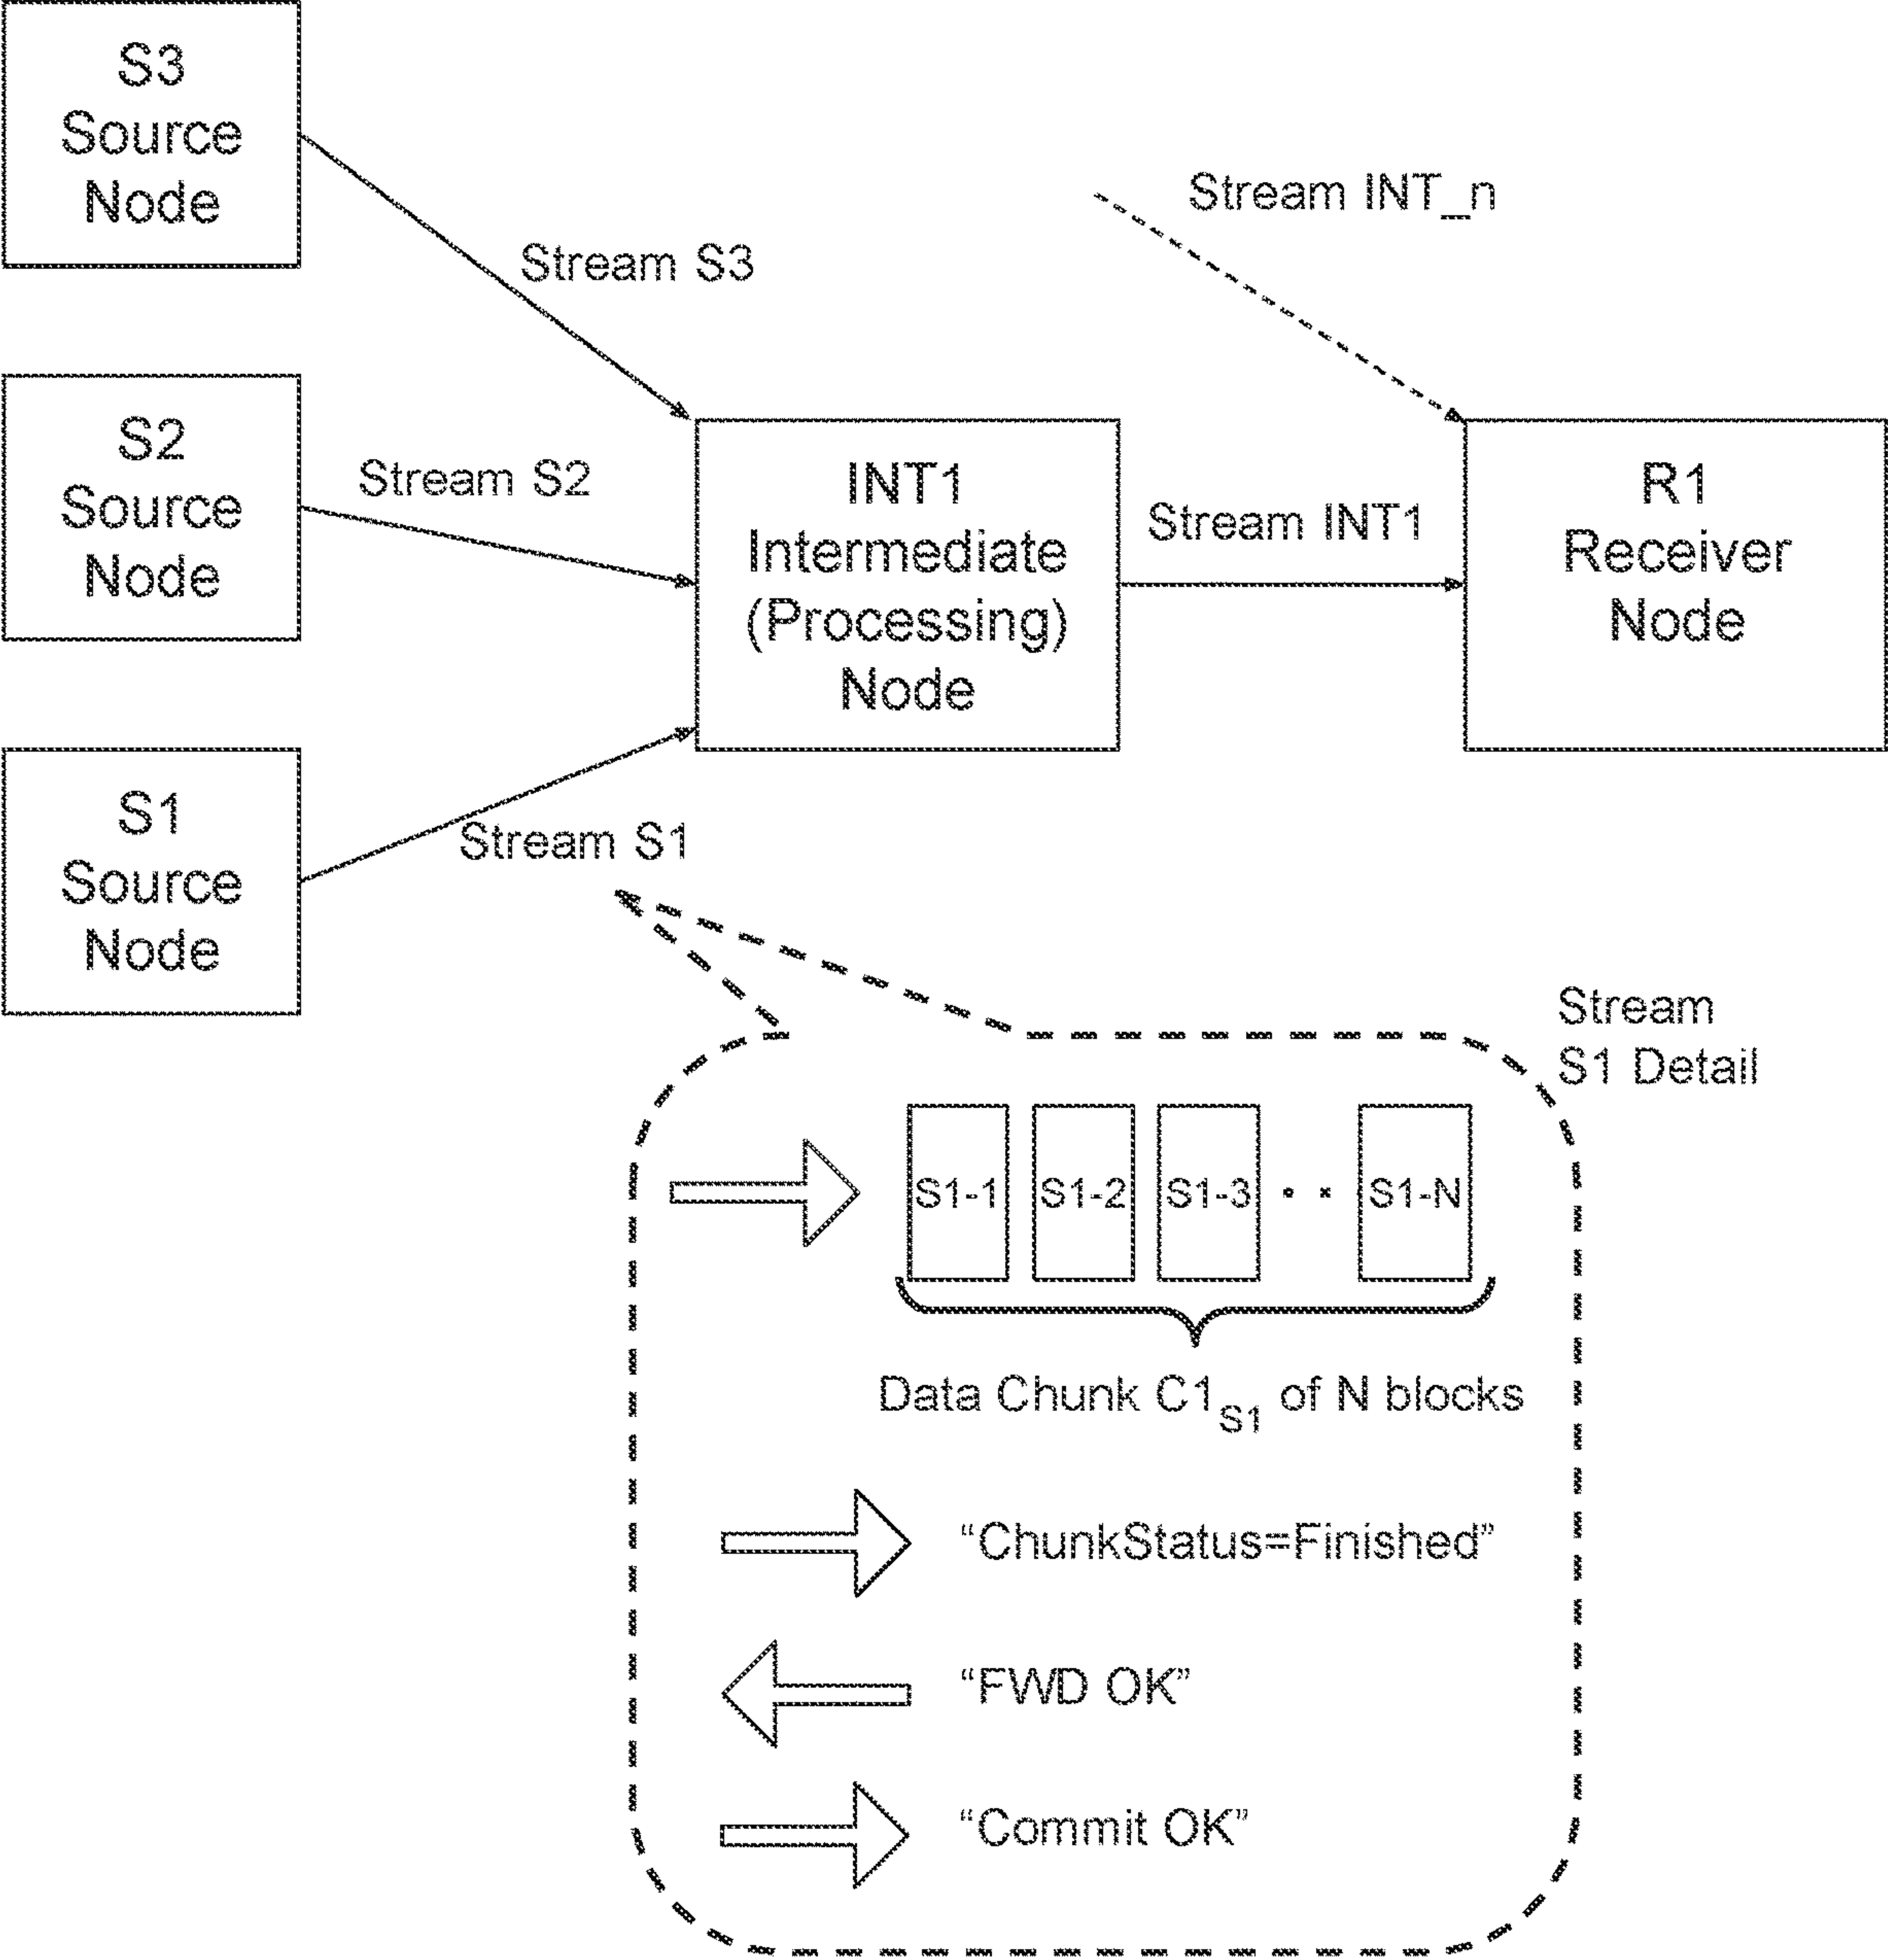 S3
Source
Node
Stream S3
Stream INT_n
S2
Source
Node
Stream S2
INT1
Intermediate
(Processing)
Node
Stream INT1
R1
Receiver
Node
S1
Source
Node
Stream S1
Stream
S1 Detail
S1-1 S1-2 S1-3 · · S1-N
Data Chunk C1S1 of N blocks
“ChunkStatus=Finished”
“FWD OK”
“Commit OK”